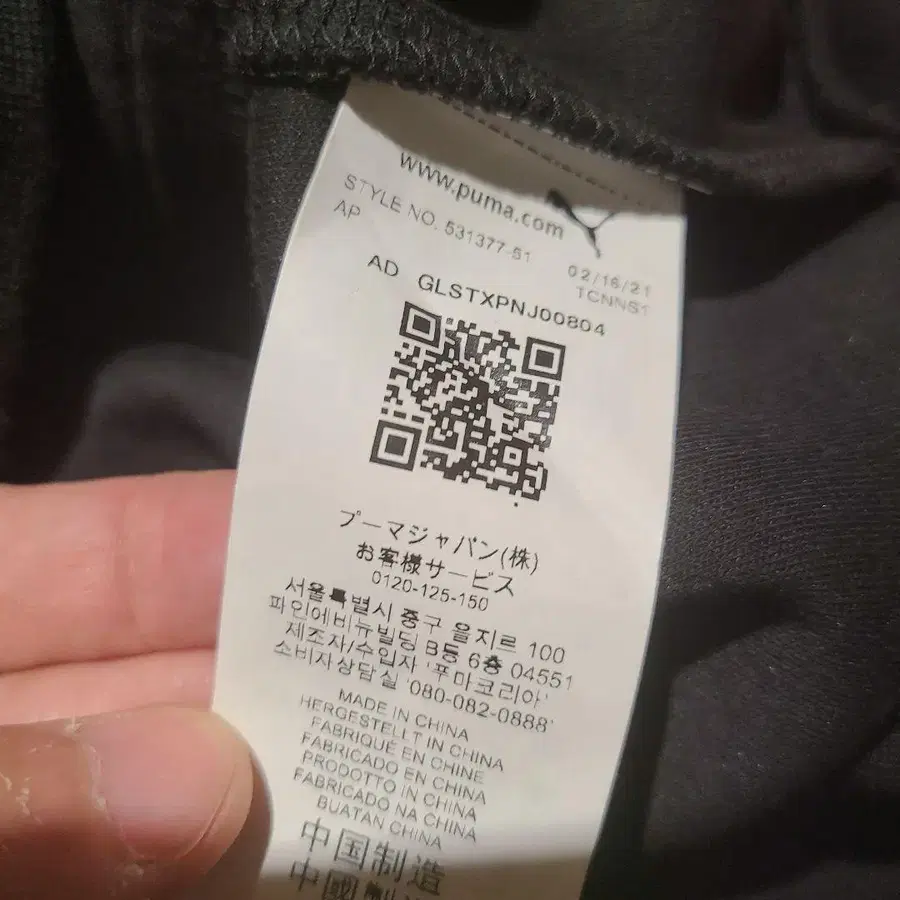 www.puma.com
STYLE NO. 531377-51
AP
02/16/21
TCNNS1
AD GLSTXPNJ00804
プーマジャパン(株)
お客様サービス
0120-125-150
서울특별시 중구 을지르 100
파인에비뉴빌딩 B동 6층 04551
제조자/수입자 '푸마코리아'
소비자상담실 '080-082-0888'
MADE IN CHINA
HERGESTELLT IN CHINA
FABRIQUÉ EN CHINE
FABRICADO EN CHINA
PRODOTTO IN CHINA
FABRICADO NA CHINA
BUATAN CHINA
中国制造
中國製